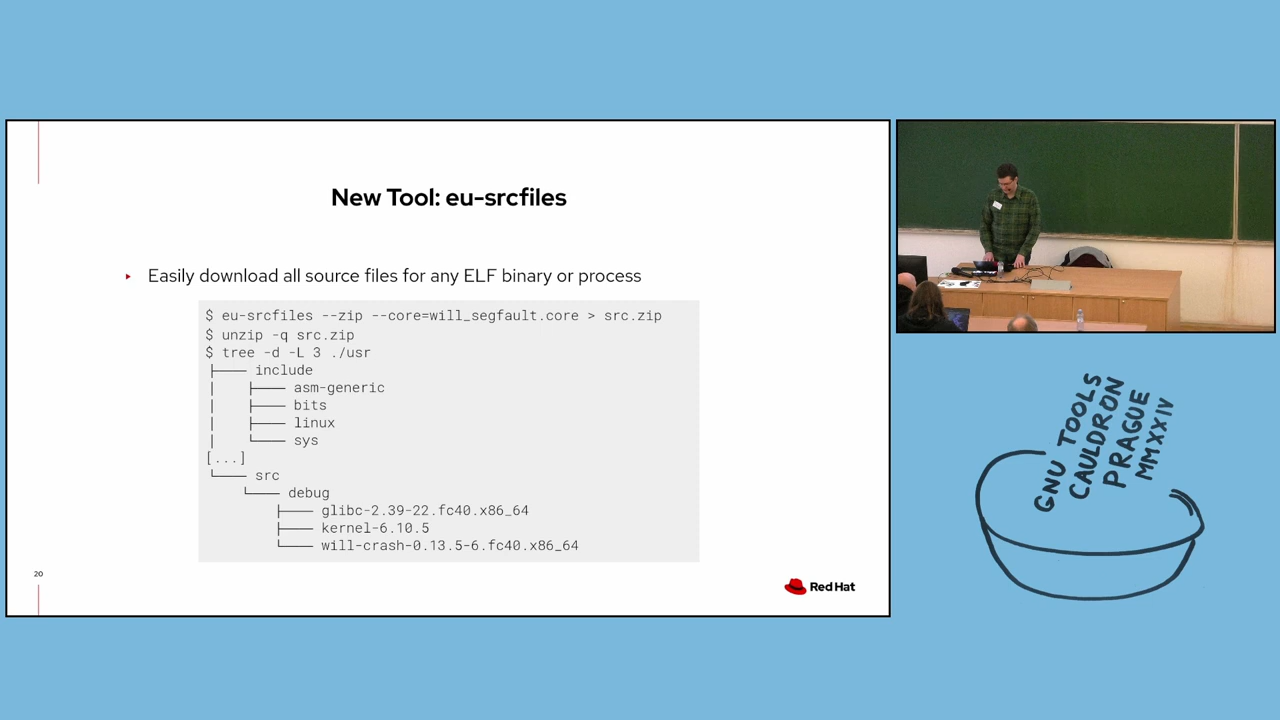 New Tool: eu-srcfiles
▸ Easily download all source files for any ELF binary or process
$ eu-srcfiles --zip --core=will_segfault.core > src.zip
$ unzip -q src.zip
$ tree -d -L 3 ./usr
├─── include
│   ├─── asm-generic
│   ├─── bits
│   ├─── linux
│   └─── sys
[...]
└─── src
    └─── debug
        ├─── glibc-2.39-22.fc40.x86_64
        ├─── kernel-6.10.5
        └─── will-crash-0.13.5-6.fc40.x86_64
20
Red Hat
GNU TOOLS
CAULDRON
PRAGUE
MMXXIV